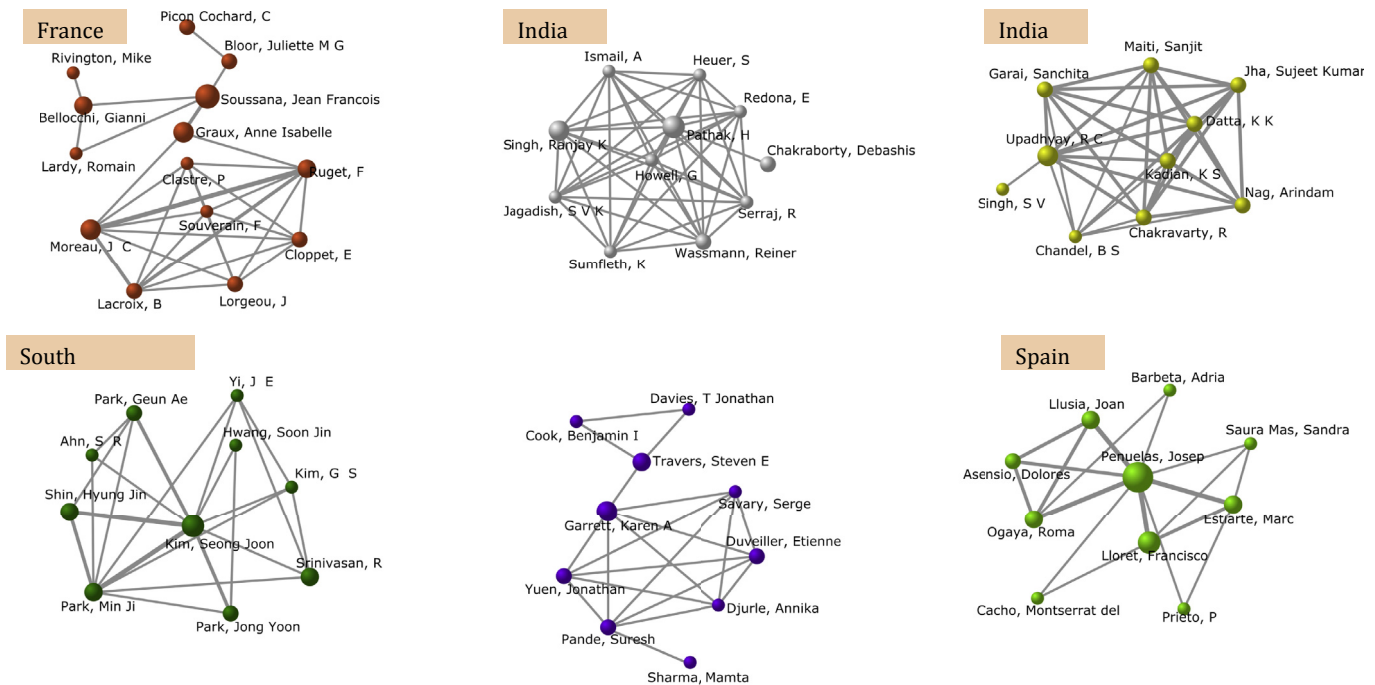 France
Picon Cochard, C
Bloor, Juliette M G
Rivington, Mike
Soussana, Jean Francois
Bellocchi, Gianni
Graux, Anne Isabelle
Lardy, Romain
Clastre, P
Ruget, F
Souverain, F
Moreau, J C
Cloppet, E
Lacroix, B
Lorgeou, J
India
Ismail, A
Heuer, S
Redona, E
Pathak, H
Singh, Ranjay K
Chakraborty, Debashis
Howell, G
Jagadish, S V K
Serraj, R
Wassmann, Reiner
Sumfleth, K
India
Maiti, Sanjit
Garai, Sanchita
Jha, Sujeet Kumar
Datta, K K
Upadhyay, R C
Kadian, K S
Singh, S V
Nag, Arindam
Chakravarty, R
Chandel, B S
South
Yi, J E
Park, Geun Ae
Hwang, Soon Jin
Ahn, S R
Kim, G S
Shin, Hyung Jin
Kim, Seong Joon
Srinivasan, R
Park, Min Ji
Park, Jong Yoon
Davies, T Jonathan
Cook, Benjamin I
Travers, Steven E
Savary, Serge
Garrett, Karen A
Duveiller, Etienne
Yuen, Jonathan
Djurle, Annika
Pande, Suresh
Sharma, Mamta
Spain
Barbeta, Adria
Llusia, Joan
Saura Mas, Sandra
Penuelas, Josep
Asensio, Dolores
Estiarte, Marc
Ogaya, Roma
Lloret, Francisco
Cacho, Montserrat del
Prieto, P